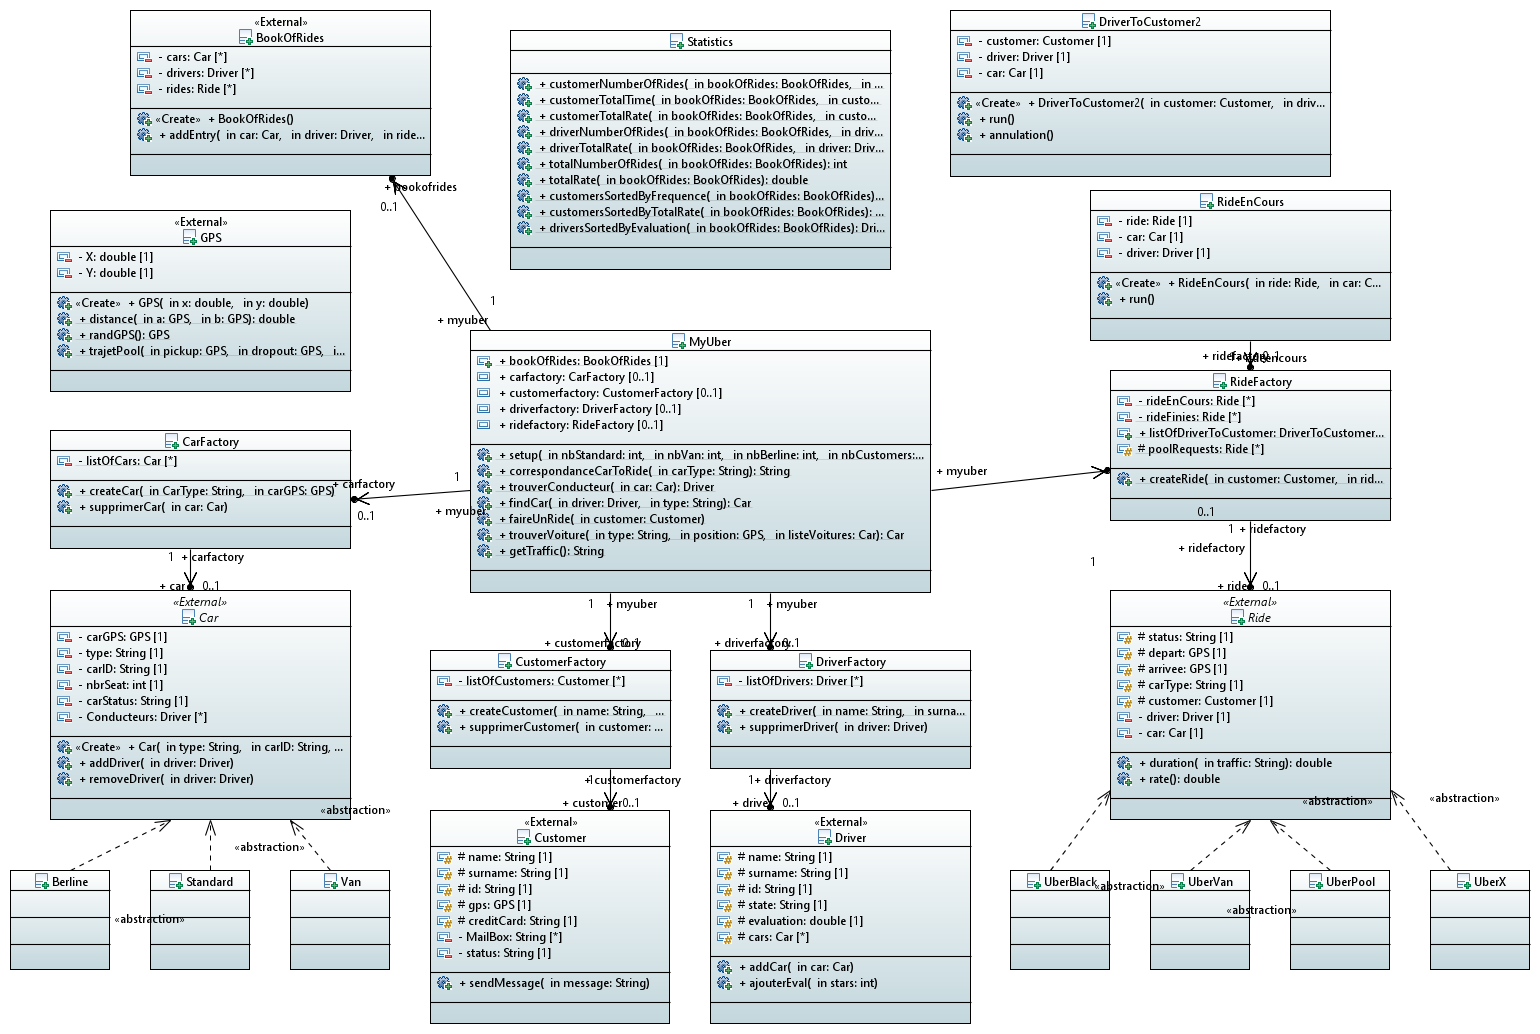 «External»
BookOfRides
- cars: Car [*]
- drivers: Driver [*]
- rides: Ride [*]
«Create» + BookOfRides()
+ addEntry( in car: Car, in driver: Driver, in ride...
Statistics
+ customerNumberOfRides( in bookOfRides: BookOfRides, in ...
+ customerTotalTime( in bookOfRides: BookOfRides, in custo...
+ customerTotalRate( in bookOfRides: BookOfRides, in custo...
+ driverNumberOfRides( in bookOfRides: BookOfRides, in driv...
+ driverTotalRate( in bookOfRides: BookOfRides, in driver: Driv...
+ totalNumberOfRides( in bookOfRides: BookOfRides): int
+ totalRate( in bookOfRides: BookOfRides): double
+ customersSortedByFrequence( in bookOfRides: BookOfRides)...
+ customersSortedByTotalRate( in bookOfRides: BookOfRides): ...
+ driversSortedByEvaluation( in bookOfRides: BookOfRides): Dri...
DriverToCustomer2
- customer: Customer [1]
- driver: Driver [1]
- car: Car [1]
«Create» + DriverToCustomer2( in customer: Customer, in driv...
+ run()
+ annulation()
+ bookofrides
0..1
1
+ myuber
«External»
GPS
- X: double [1]
- Y: double [1]
«Create» + GPS( in x: double, in y: double)
+ distance( in a: GPS, in b: GPS): double
+ randGPS(): GPS
+ trajetPool( in pickup: GPS, in dropout: GPS, i...
RideEnCours
- ride: Ride [1]
- car: Car [1]
- driver: Driver [1]
«Create» + RideEnCours( in ride: Ride, in car: C...
+ run()
+ ridefactory
0..1
1
+ rideencours
MyUber
+ bookOfRides: BookOfRides [1]
+ carfactory: CarFactory [0..1]
+ customerfactory: CustomerFactory [0..1]
+ driverfactory: DriverFactory [0..1]
+ ridefactory: RideFactory [0..1]
+ setup( in nbStandard: int, in nbVan: int, in nbBerline: int, in nbCustomers:...
+ correspondanceCarToRide( in carType: String): String
+ trouverConducteur( in car: Car): Driver
+ findCar( in driver: Driver, in type: String): Car
+ faireUnRide( in customer: Customer)
+ trouverVoiture( in type: String, in position: GPS, in listeVoitures: Car): Car
+ getTraffic(): String
RideFactory
- rideEnCours: Ride [*]
- rideFinies: Ride [*]
+ listOfDriverToCustomer: DriverToCustomer...
# poolRequests: Ride [*]
+ createRide( in customer: Customer, in rid...
CarFactory
- listOfCars: Car [*]
+ createCar( in CarType: String, in carGPS: GPS)
+ supprimerCar( in car: Car)
+ carfactory
0..1
1
+ myuber
+ myuber
0..1
+ ridefactory
1
1
+ ridefactory
+ ride
0..1
1
+ carfactory
+ car
0..1
«External»
Car
- carGPS: GPS [1]
- type: String [1]
- carID: String [1]
- nbrSeat: int [1]
- carStatus: String [1]
- Conducteurs: Driver [*]
«Create» + Car( in type: String, in carID: String, ...
+ addDriver( in driver: Driver)
+ removeDriver( in driver: Driver)
1
+ myuber
+ customerfactory
0..1
1
+ myuber
+ driverfactory
0..1
CustomerFactory
- listOfCustomers: Customer [*]
+ createCustomer( in name: String, ...
+ supprimerCustomer( in customer: ...
DriverFactory
- listOfDrivers: Driver [*]
+ createDriver( in name: String, in surna...
+ supprimerDriver( in driver: Driver)
«External»
Ride
# status: String [1]
# depart: GPS [1]
# arrivee: GPS [1]
# carType: String [1]
# customer: Customer [1]
- driver: Driver [1]
- car: Car [1]
+ duration( in traffic: String): double
+ rate(): double
1
+ customerfactory
+ customer
0..1
1
+ driverfactory
+ driver
0..1
«External»
Customer
# name: String [1]
# surname: String [1]
# id: String [1]
# gps: GPS [1]
# creditCard: String [1]
- MailBox: String [*]
- status: String [1]
+ sendMessage( in message: String)
«External»
Driver
# name: String [1]
# surname: String [1]
# id: String [1]
# state: String [1]
# evaluation: double [1]
# cars: Car [*]
+ addCar( in car: Car)
+ ajouterEval( in stars: int)
«abstraction»
«abstraction»
«abstraction»
Berline
Standard
Van
«abstraction»
«abstraction»
«abstraction»
«abstraction»
UberBlack
UberVan
UberPool
UberX